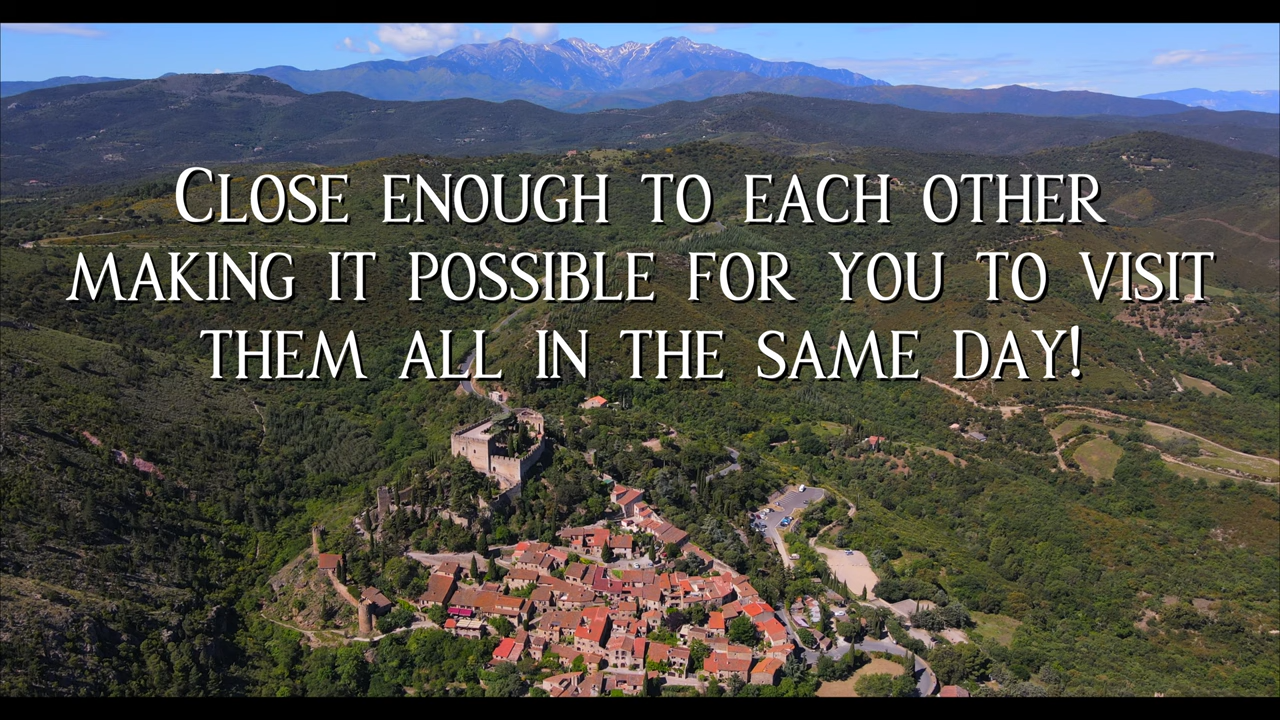 Close enough to each other
making it possible for you to visit
them all in the same day!